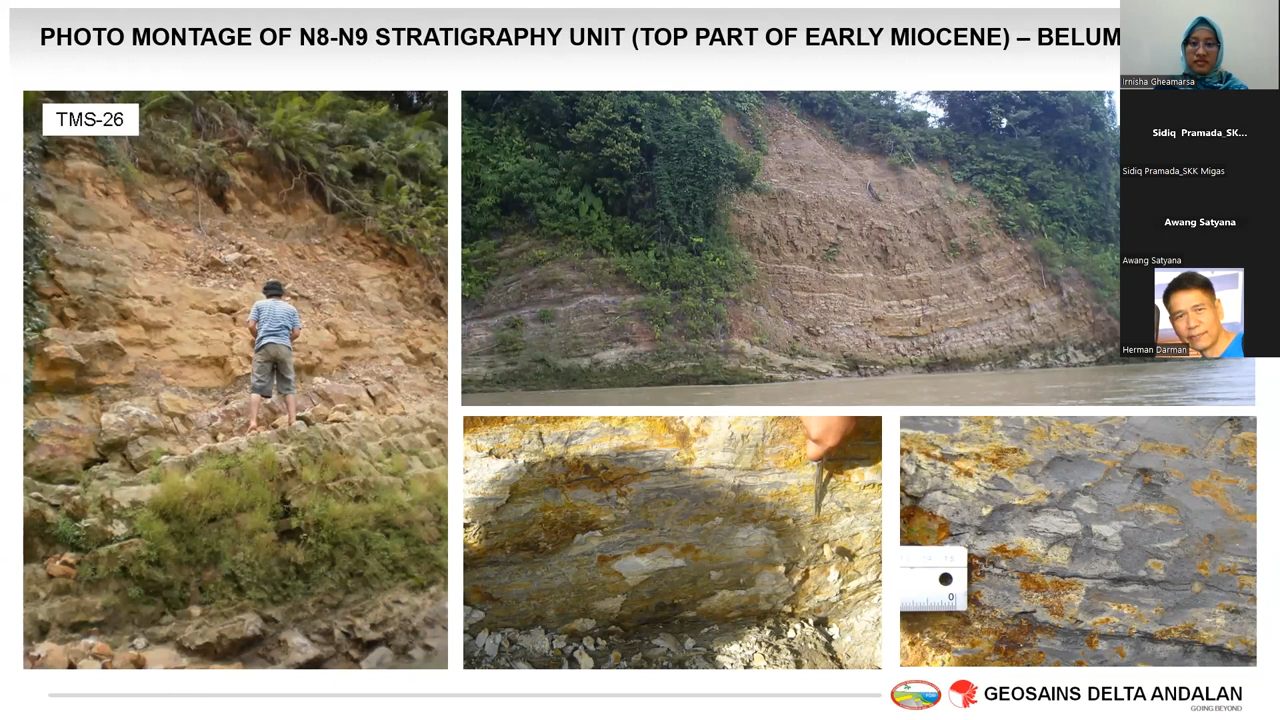 PHOTO MONTAGE OF N8-N9 STRATIGRAPHY UNIT (TOP PART OF EARLY MIOCENE) – BELUM
Irnisha Gheamarsa
TMS-26
Sidiq Pramada_SK...
Sidiq Pramada_SKK Migas
Awang Satyana
Awang Satyana
Herman Darman
0
GEOSAINS DELTA ANDALAN
GOING BEYOND